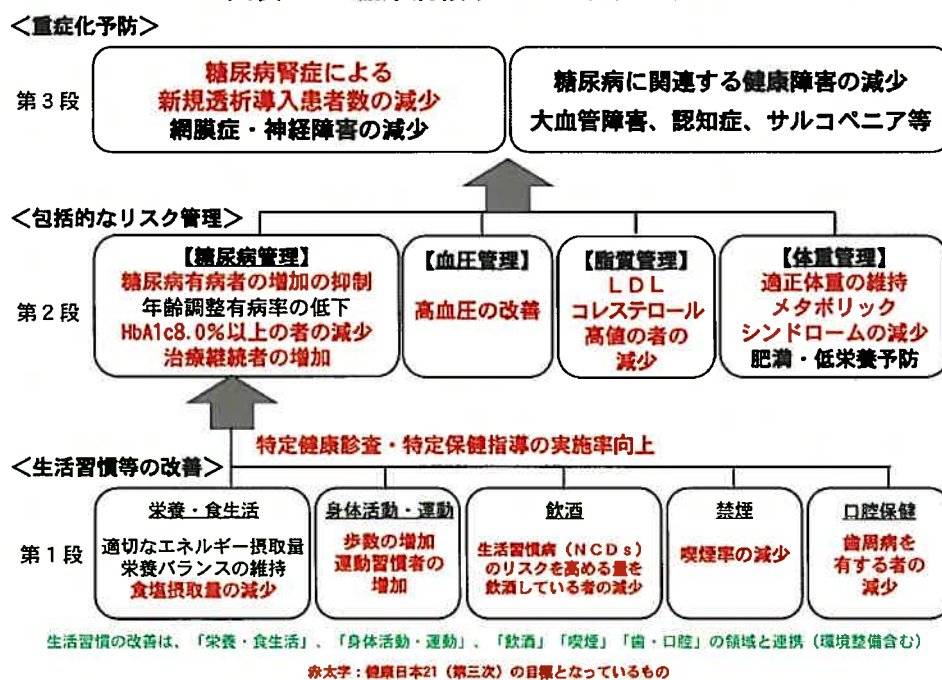 <重症化予防>
第3段
糖尿病腎症による
新規透析導入患者数の減少
網膜症・神経障害の減少
糖尿病に関連する健康障害の減少
大血管障害、認知症、サルコペニア等
<包括的なリスク管理>
第2段
【糖尿病管理】
糖尿病有病者の増加の抑制
年齢調整有病率の低下
HbA1c8.0%以上の者の減少
治療継続者の増加
【血圧管理】
高血圧の改善
【脂質管理】
LDL
コレステロール
高値の者の
減少
【体重管理】
適正体重の維持
メタボリック
シンドロームの減少
肥満・低栄養予防
特定健康診査・特定保健指導の実施率向上
<生活習慣等の改善>
第1段
栄養・食生活
適切なエネルギー摂取量
栄養バランスの維持
食塩摂取量の減少
身体活動・運動
歩数の増加
運動習慣者の
増加
飲酒
生活習慣病(NCDs)
のリスクを高める量を
飲酒している者の減少
禁煙
喫煙率の減少
口腔保健
歯周病を
有する者の
減少
生活習慣の改善は、「栄養・食生活」、「身体活動・運動」、「飲酒」「喫煙」「歯・口腔」の領域と連携(環境整備含む)
赤太字:健康日本21(第三次)の目標となっているもの